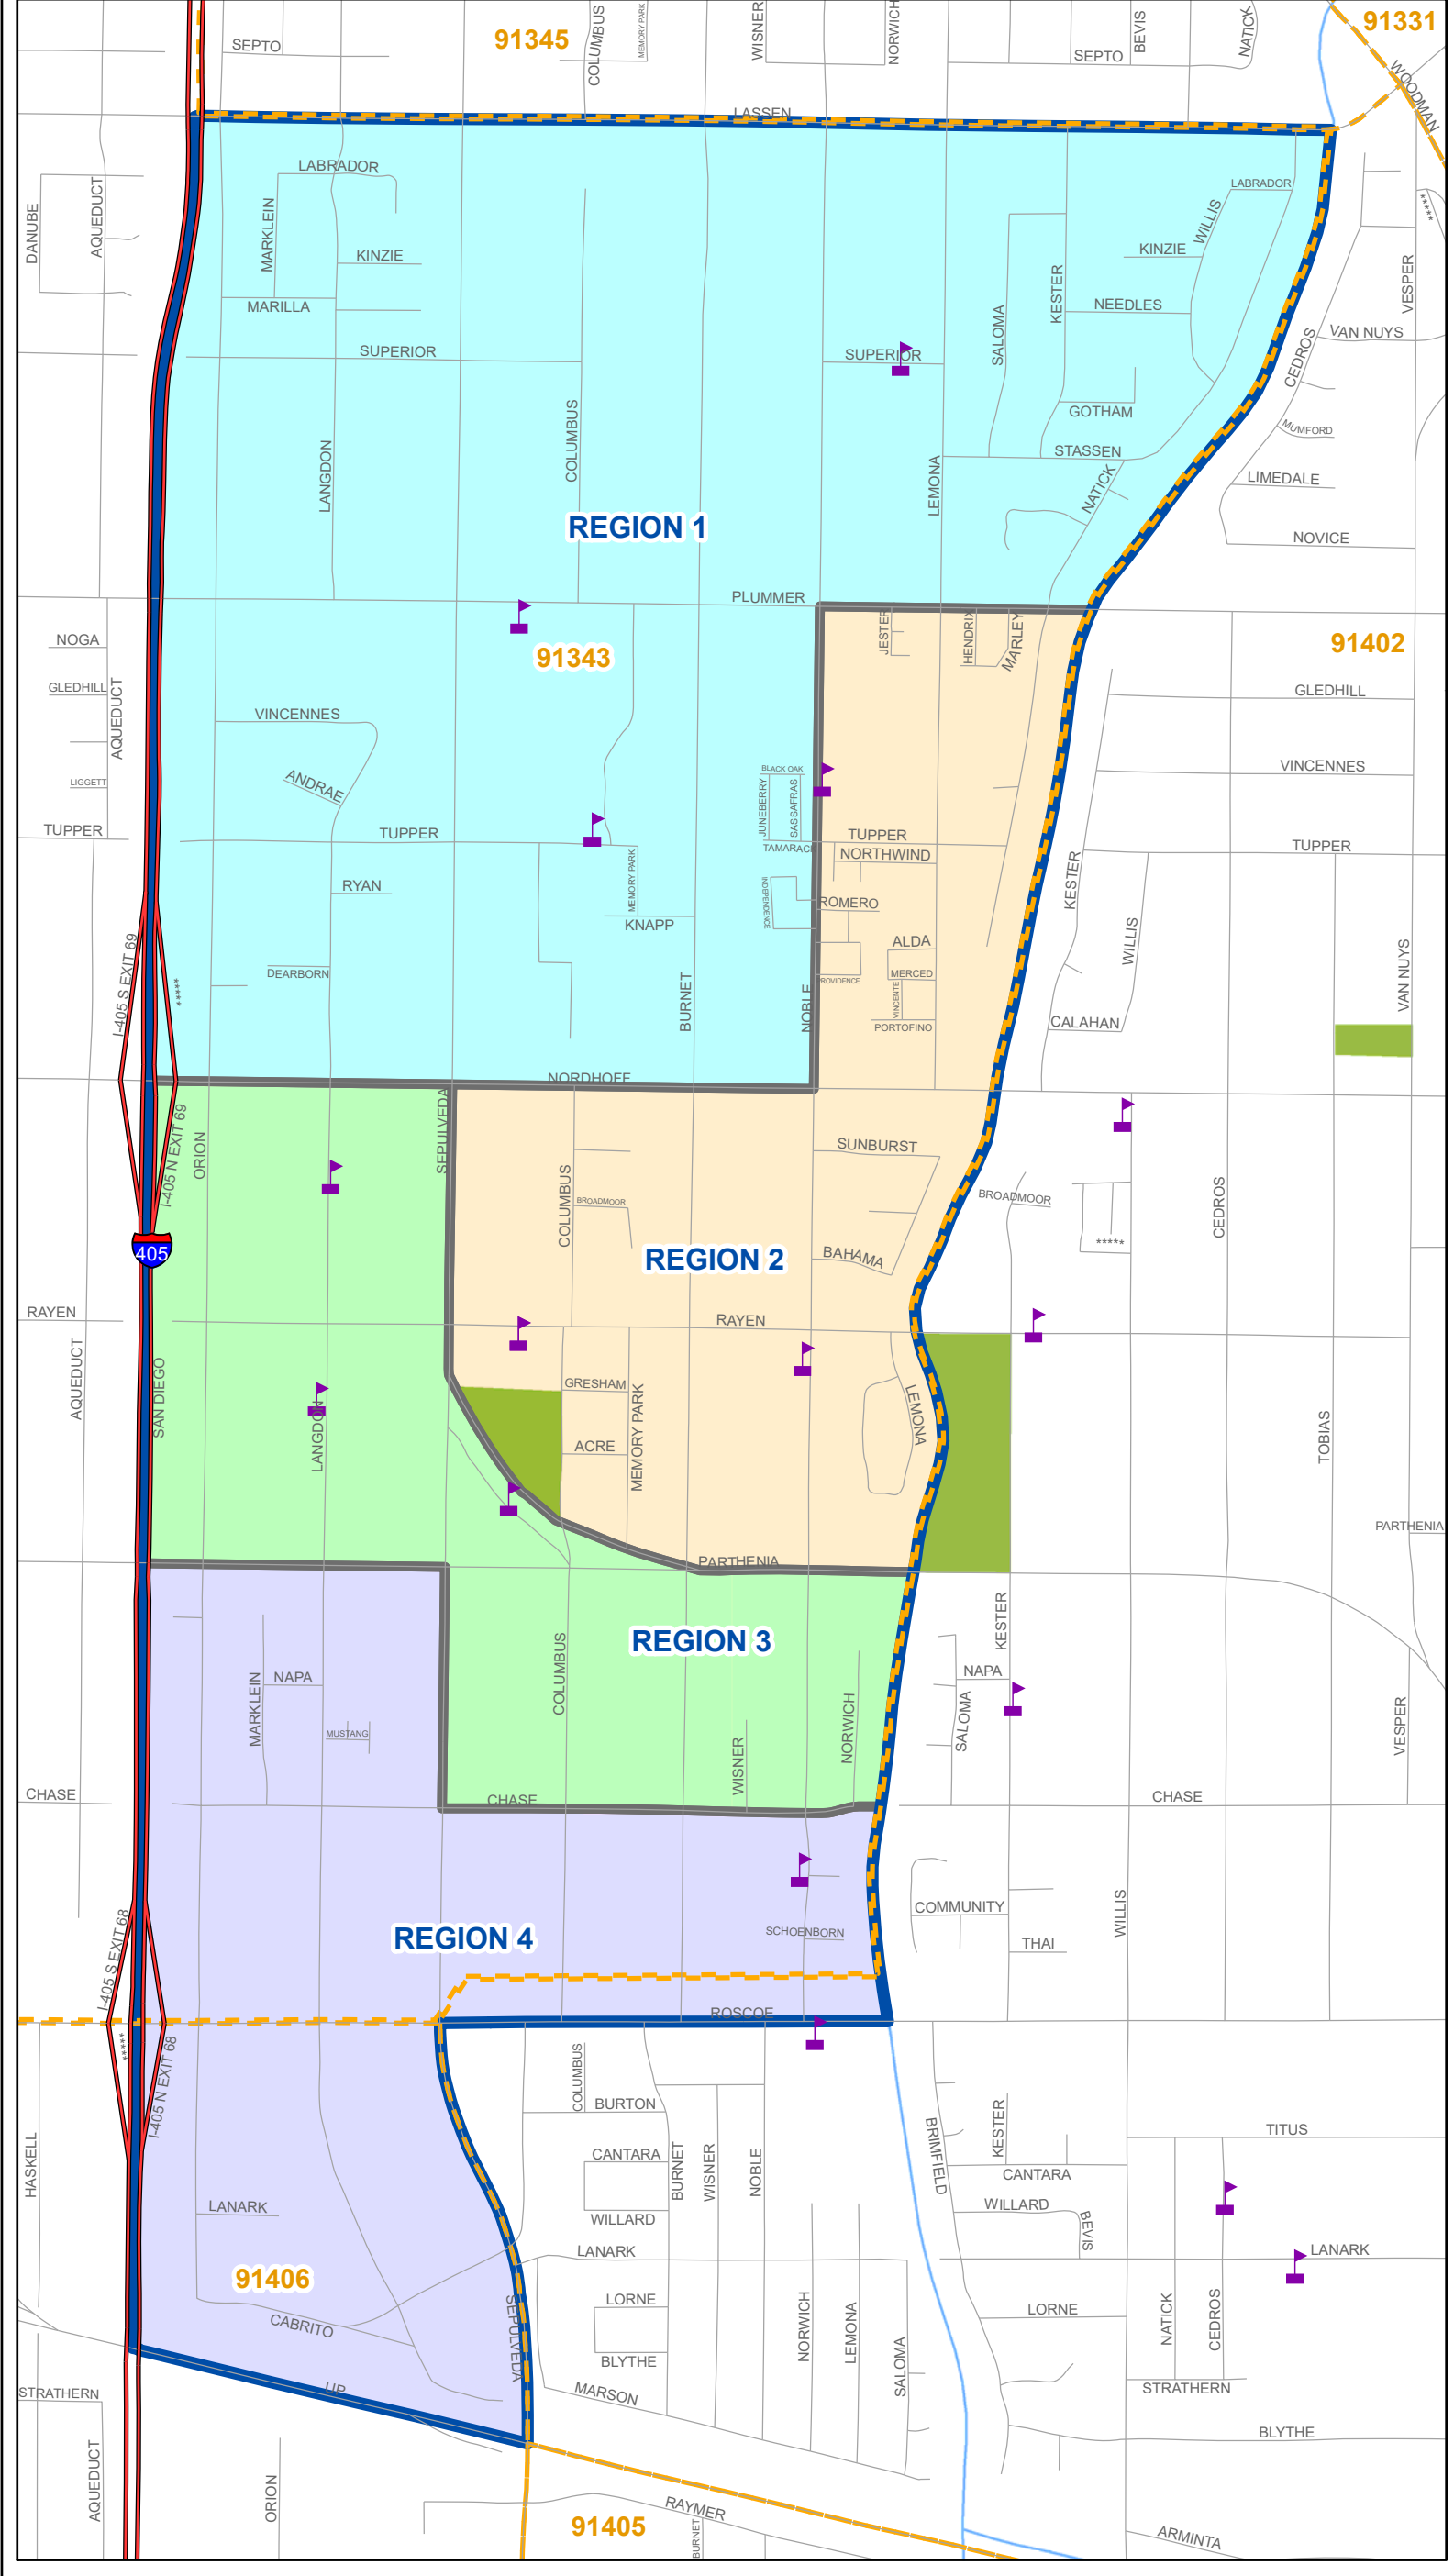 91345
91331
SEPTO
COLUMBUS
MEMORY PARK
WISNER
NORWICH
SEPTO
BEVIS
NATICK
WOODMAN
LASSEN
DANUBE
AQUEDUCT
MARKLEIN
LABRADOR
KINZIE
MARILLA
SUPERIOR
LANGDON
COLUMBUS
SUPERIOR
LEMONA
SALOMA
KESTER
LABRADOR
WILLIS
KINZIE
NEEDLES
GOTHAM
STASSEN
NATICK
CEDROS
VAN NUYS
VESPER
*****
MUMFORD
LIMEDALE
NOVICE
REGION 1
PLUMMER
91343
91402
NOGA
GLEDHILL
AQUEDUCT
LIGGETT
TUPPER
VINCENNES
ANDRAE
TUPPER
RYAN
DEARBORN
MEMORY PARK
KNAPP
BURNET
BLACK OAK
JUNEBERRY
SASSAFRAS
TAMARACK
INDEPENDENCE
NOBLE
JESTER
HENDRIX
MARLEY
TUPPER
NORTHWIND
ROMERO
ALDA
MERCED
PROVIDENCE
VINCENTE
PORTOFINO
GLEDHILL
VINCENNES
TUPPER
KESTER
WILLIS
CALAHAN
VAN NUYS
I-405 S EXIT 69
*****
NORDHOFF
I-405 N EXIT 69
ORION
SEPULVEDA
405
COLUMBUS
BROADMOOR
SUNBURST
BAHAMA
BROADMOOR
*****
CEDROS
REGION 2
RAYEN
RAYEN
AQUEDUCT
SAN DIEGO
LANGDON
GRESHAM
ACRE
MEMORY PARK
LEMONA
TOBIAS
PARTHENIA
PARTHENIA
REGION 3
KESTER
NAPA
SALOMA
VESPER
MARKLEIN
NAPA
MUSTANG
COLUMBUS
WISNER
NORWICH
CHASE
CHASE
CHASE
COMMUNITY
THAI
WILLIS
SCHOENBORN
REGION 4
I-405 S EXIT 68
ROSCOE
*****
I-405 N EXIT 68
HASKELL
LANARK
91406
CABRITO
UP
SEPULVEDA
STRATHERN
AQUEDUCT
ORION
COLUMBUS
BURTON
CANTARA
WILLARD
LANARK
LORNE
BLYTHE
MARSON
BURNET
WISNER
NOBLE
NORWICH
LEMONA
SALOMA
BRIMFIELD
KESTER
CANTARA
WILLARD
BEVIS
TITUS
LANARK
LORNE
NATICK
CEDROS
STRATHERN
BLYTHE
91405
RAYMER
BURNET
ARMINTA